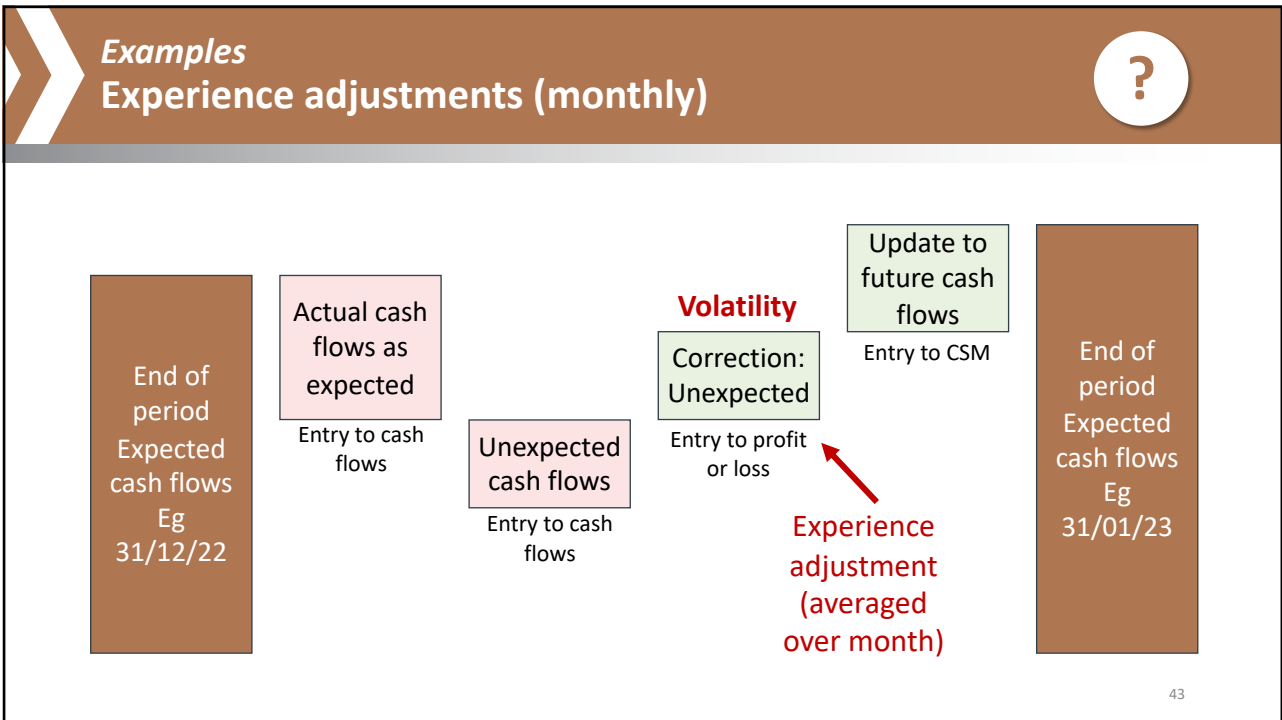 Examples
Experience adjustments (monthly)
?
End of
period
Expected
cash flows
Eg
31/12/22
Actual cash
flows as
expected
Entry to cash
flows
Unexpected
cash flows
Entry to cash
flows
Volatility
Correction:
Unexpected
Entry to profit
or loss
Experience
adjustment
(averaged
over month)
Update to
future cash
flows
Entry to CSM
End of
period
Expected
cash flows
Eg
31/01/23
43